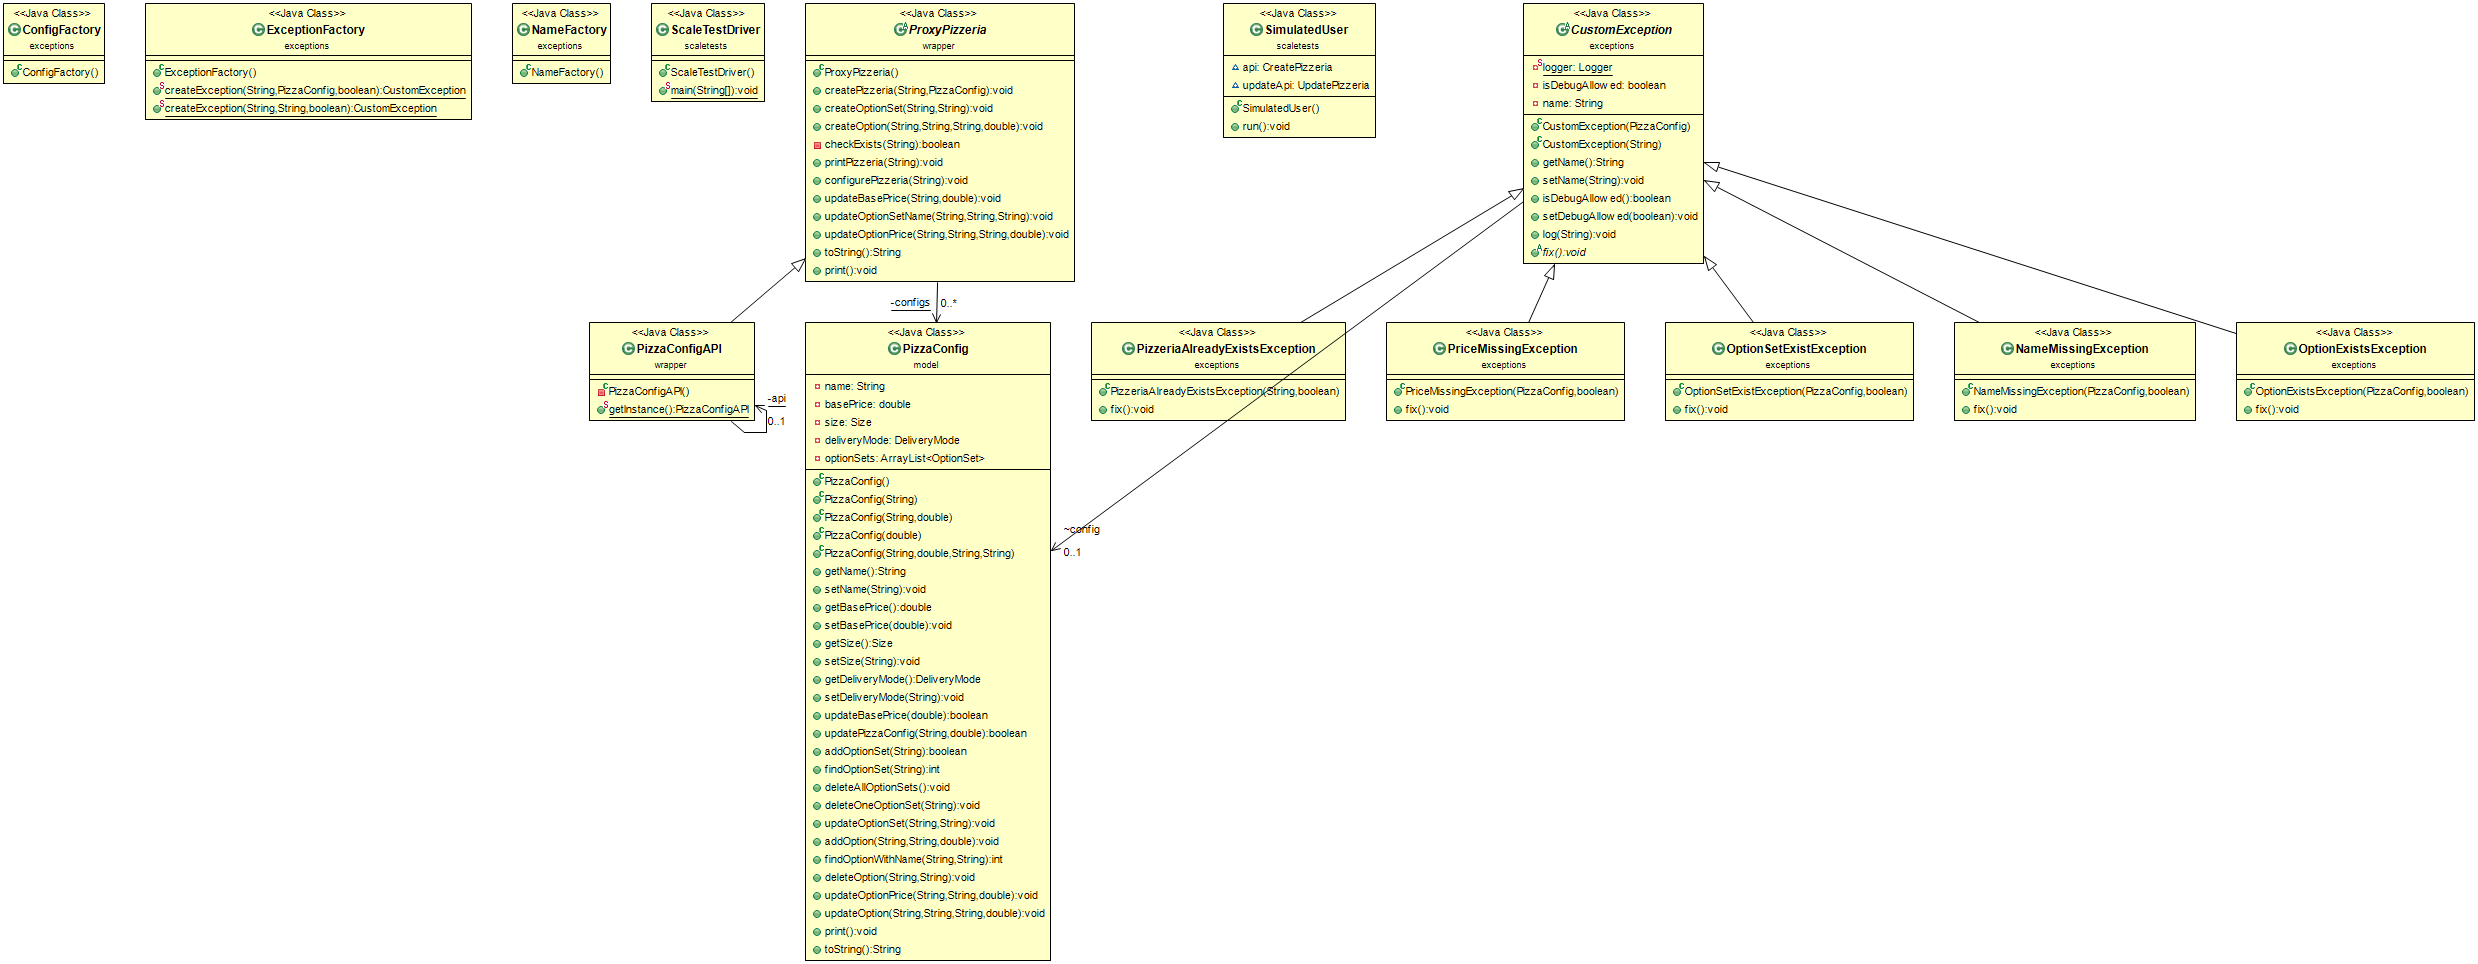 <<Java Class>>
ConfigFactory
exceptions
ConfigFactory()
<<Java Class>>
ExceptionFactory
exceptions
ExceptionFactory()
createException(String,PizzaConfig,boolean):CustomException
createException(String,String,boolean):CustomException
<<Java Class>>
NameFactory
exceptions
NameFactory()
<<Java Class>>
ScaleTestDriver
scaletests
ScaleTestDriver()
main(String[]):void
<<Java Class>>
ProxyPizzeria
wrapper
ProxyPizzeria()
createPizzeria(String,PizzaConfig):void
createOptionSet(String,String):void
createOption(String,String,String,double):void
checkExists(String):boolean
printPizzeria(String):void
configurePizzeria(String):void
updateBasePrice(String,double):void
updateOptionSetName(String,String,String):void
updateOptionPrice(String,String,String,double):void
toString():String
print():void
<<Java Class>>
SimulatedUser
scaletests
api: CreatePizzeria
updateApi: UpdatePizzeria
SimulatedUser()
run():void
<<Java Class>>
CustomException
exceptions
logger: Logger
isDebugAllowed: boolean
name: String
CustomException(PizzaConfig)
CustomException(String)
getName():String
setName(String):void
isDebugAllowed():boolean
setDebugAllowed(boolean):void
log(String):void
fix():void
-configs
0..*
<<Java Class>>
PizzaConfigAPI
wrapper
PizzaConfigAPI()
getInstance():PizzaConfigAPI
-api
0..1
<<Java Class>>
PizzaConfig
model
name: String
basePrice: double
size: Size
deliveryMode: DeliveryMode
optionSets: ArrayList<OptionSet>
PizzaConfig()
PizzaConfig(String)
PizzaConfig(String,double)
PizzaConfig(double)
PizzaConfig(String,double,String,String)
getName():String
setName(String):void
getBasePrice():double
setBasePrice(double):void
getSize():Size
setSize(String):void
getDeliveryMode():DeliveryMode
setDeliveryMode(String):void
updateBasePrice(double):boolean
updatePizzaConfig(String,double):boolean
addOptionSet(String):boolean
findOptionSet(String):int
deleteAllOptionSets():void
deleteOneOptionSet(String):void
updateOptionSet(String,String):void
addOption(String,String,double):void
findOptionWithName(String,String):int
deleteOption(String,String):void
updateOptionPrice(String,String,double):void
updateOption(String,String,String,double):void
print():void
toString():String
~config
0..1
<<Java Class>>
PizzeriaAlreadyExistsException
exceptions
PizzeriaAlreadyExistsException(String,boolean)
fix():void
<<Java Class>>
PriceMissingException
exceptions
PriceMissingException(PizzaConfig,boolean)
fix():void
<<Java Class>>
OptionSetExistException
exceptions
OptionSetExistException(PizzaConfig,boolean)
fix():void
<<Java Class>>
NameMissingException
exceptions
NameMissingException(PizzaConfig,boolean)
fix():void
<<Java Class>>
OptionExistsException
exceptions
OptionExistsException(PizzaConfig,boolean)
fix():void